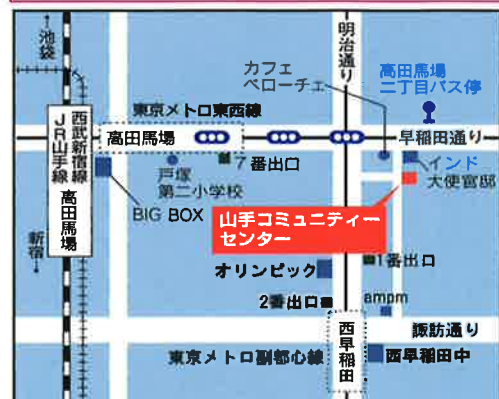 池袋
明治通り
カフェ
ベローチェ
高田馬場
二丁目バス停
東京メトロ東西線
高田馬場
早稲田通り
西武新宿線
JR山手線
高田馬場
戸塚
第二小学校
7番出口
インド
大使官邸
BIG BOX
山手コミュニティー
センター
新宿
オリンピック
1番出口
2番出口
ampm
西早稲田
諏訪通り
東京メトロ副都心線
西早稲田中